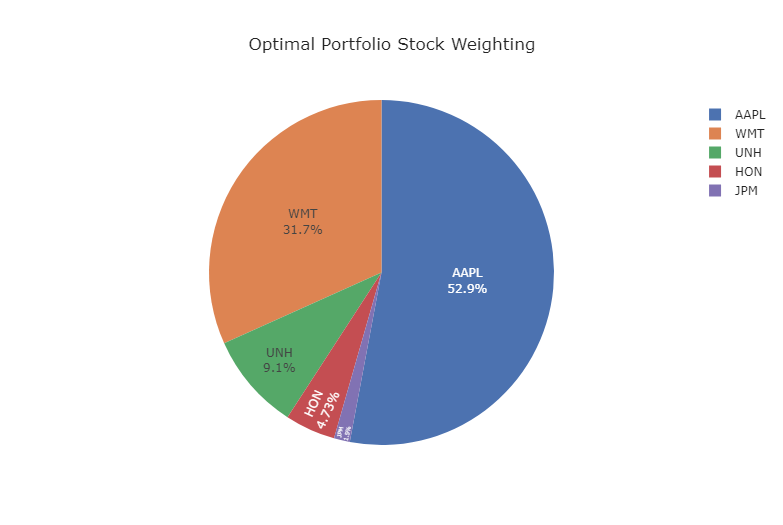 Optimal Portfolio Stock Weighting
AAPL
WMT
UNH
HON
JPM
WMT
31.7%
AAPL
52.9%
UNH
9.1%
HON
4.73%
JPM